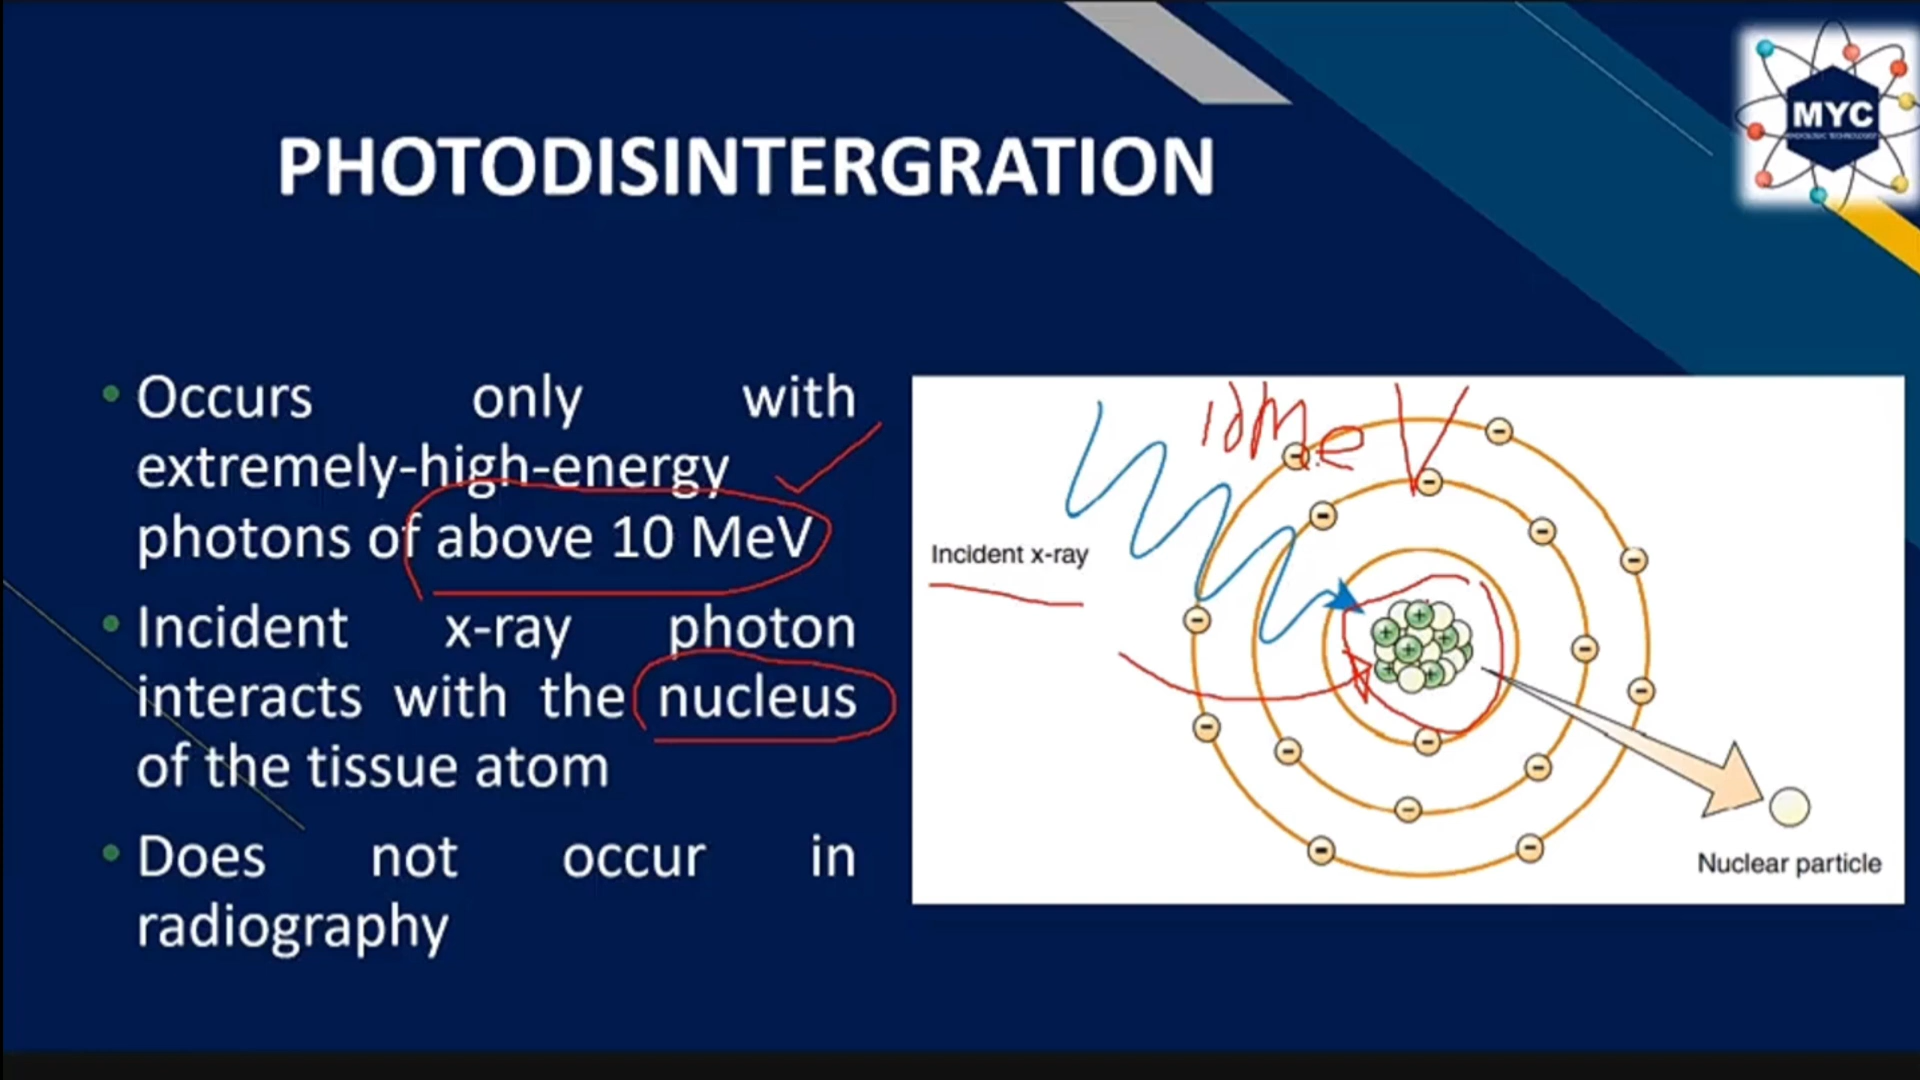 MYC
PHOTODISINTERGRATION
• Occurs only with
extremely-high-energy
photons of above 10 MeV
• Incident x-ray photon
interacts with the nucleus
of the tissue atom
• Does not occur in
radiography
10MeV
Incident x-ray
Nuclear particle